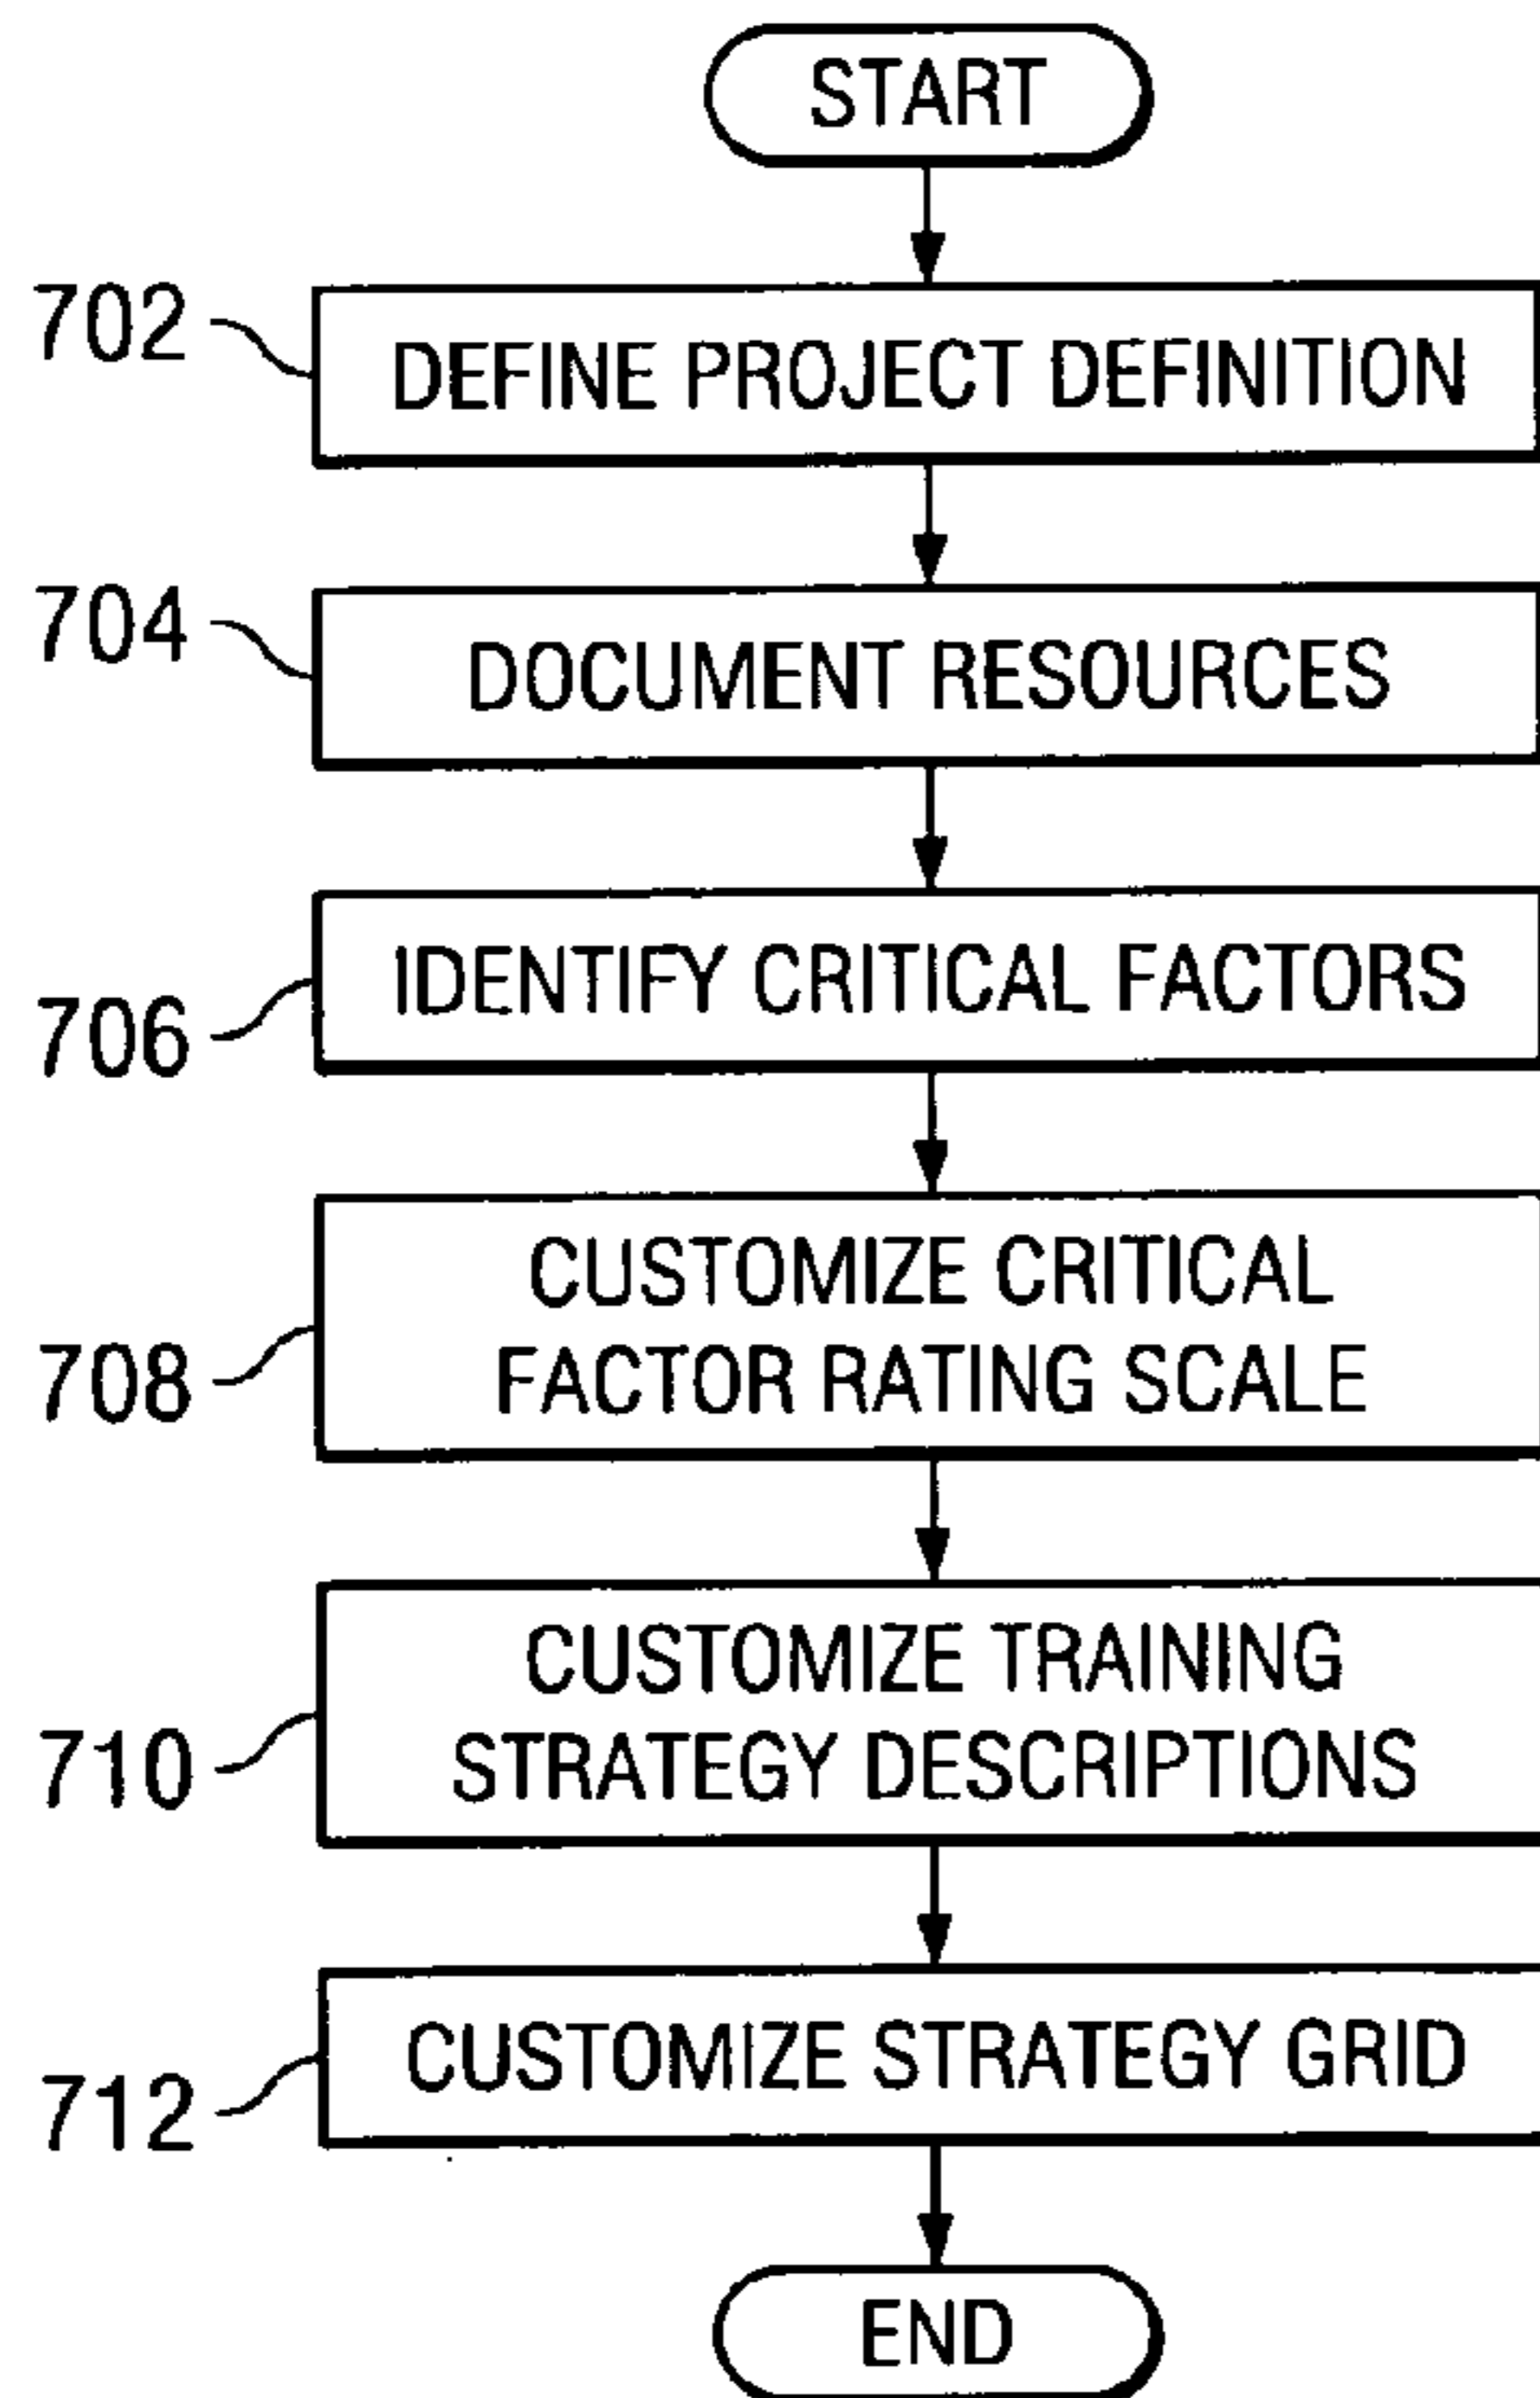 START
702
DEFINE PROJECT DEFINITION
704
DOCUMENT RESOURCES
706
IDENTIFY CRITICAL FACTORS
708
CUSTOMIZE CRITICAL
FACTOR RATING SCALE
710
CUSTOMIZE TRAINING
STRATEGY DESCRIPTIONS
712
CUSTOMIZE STRATEGY GRID
END